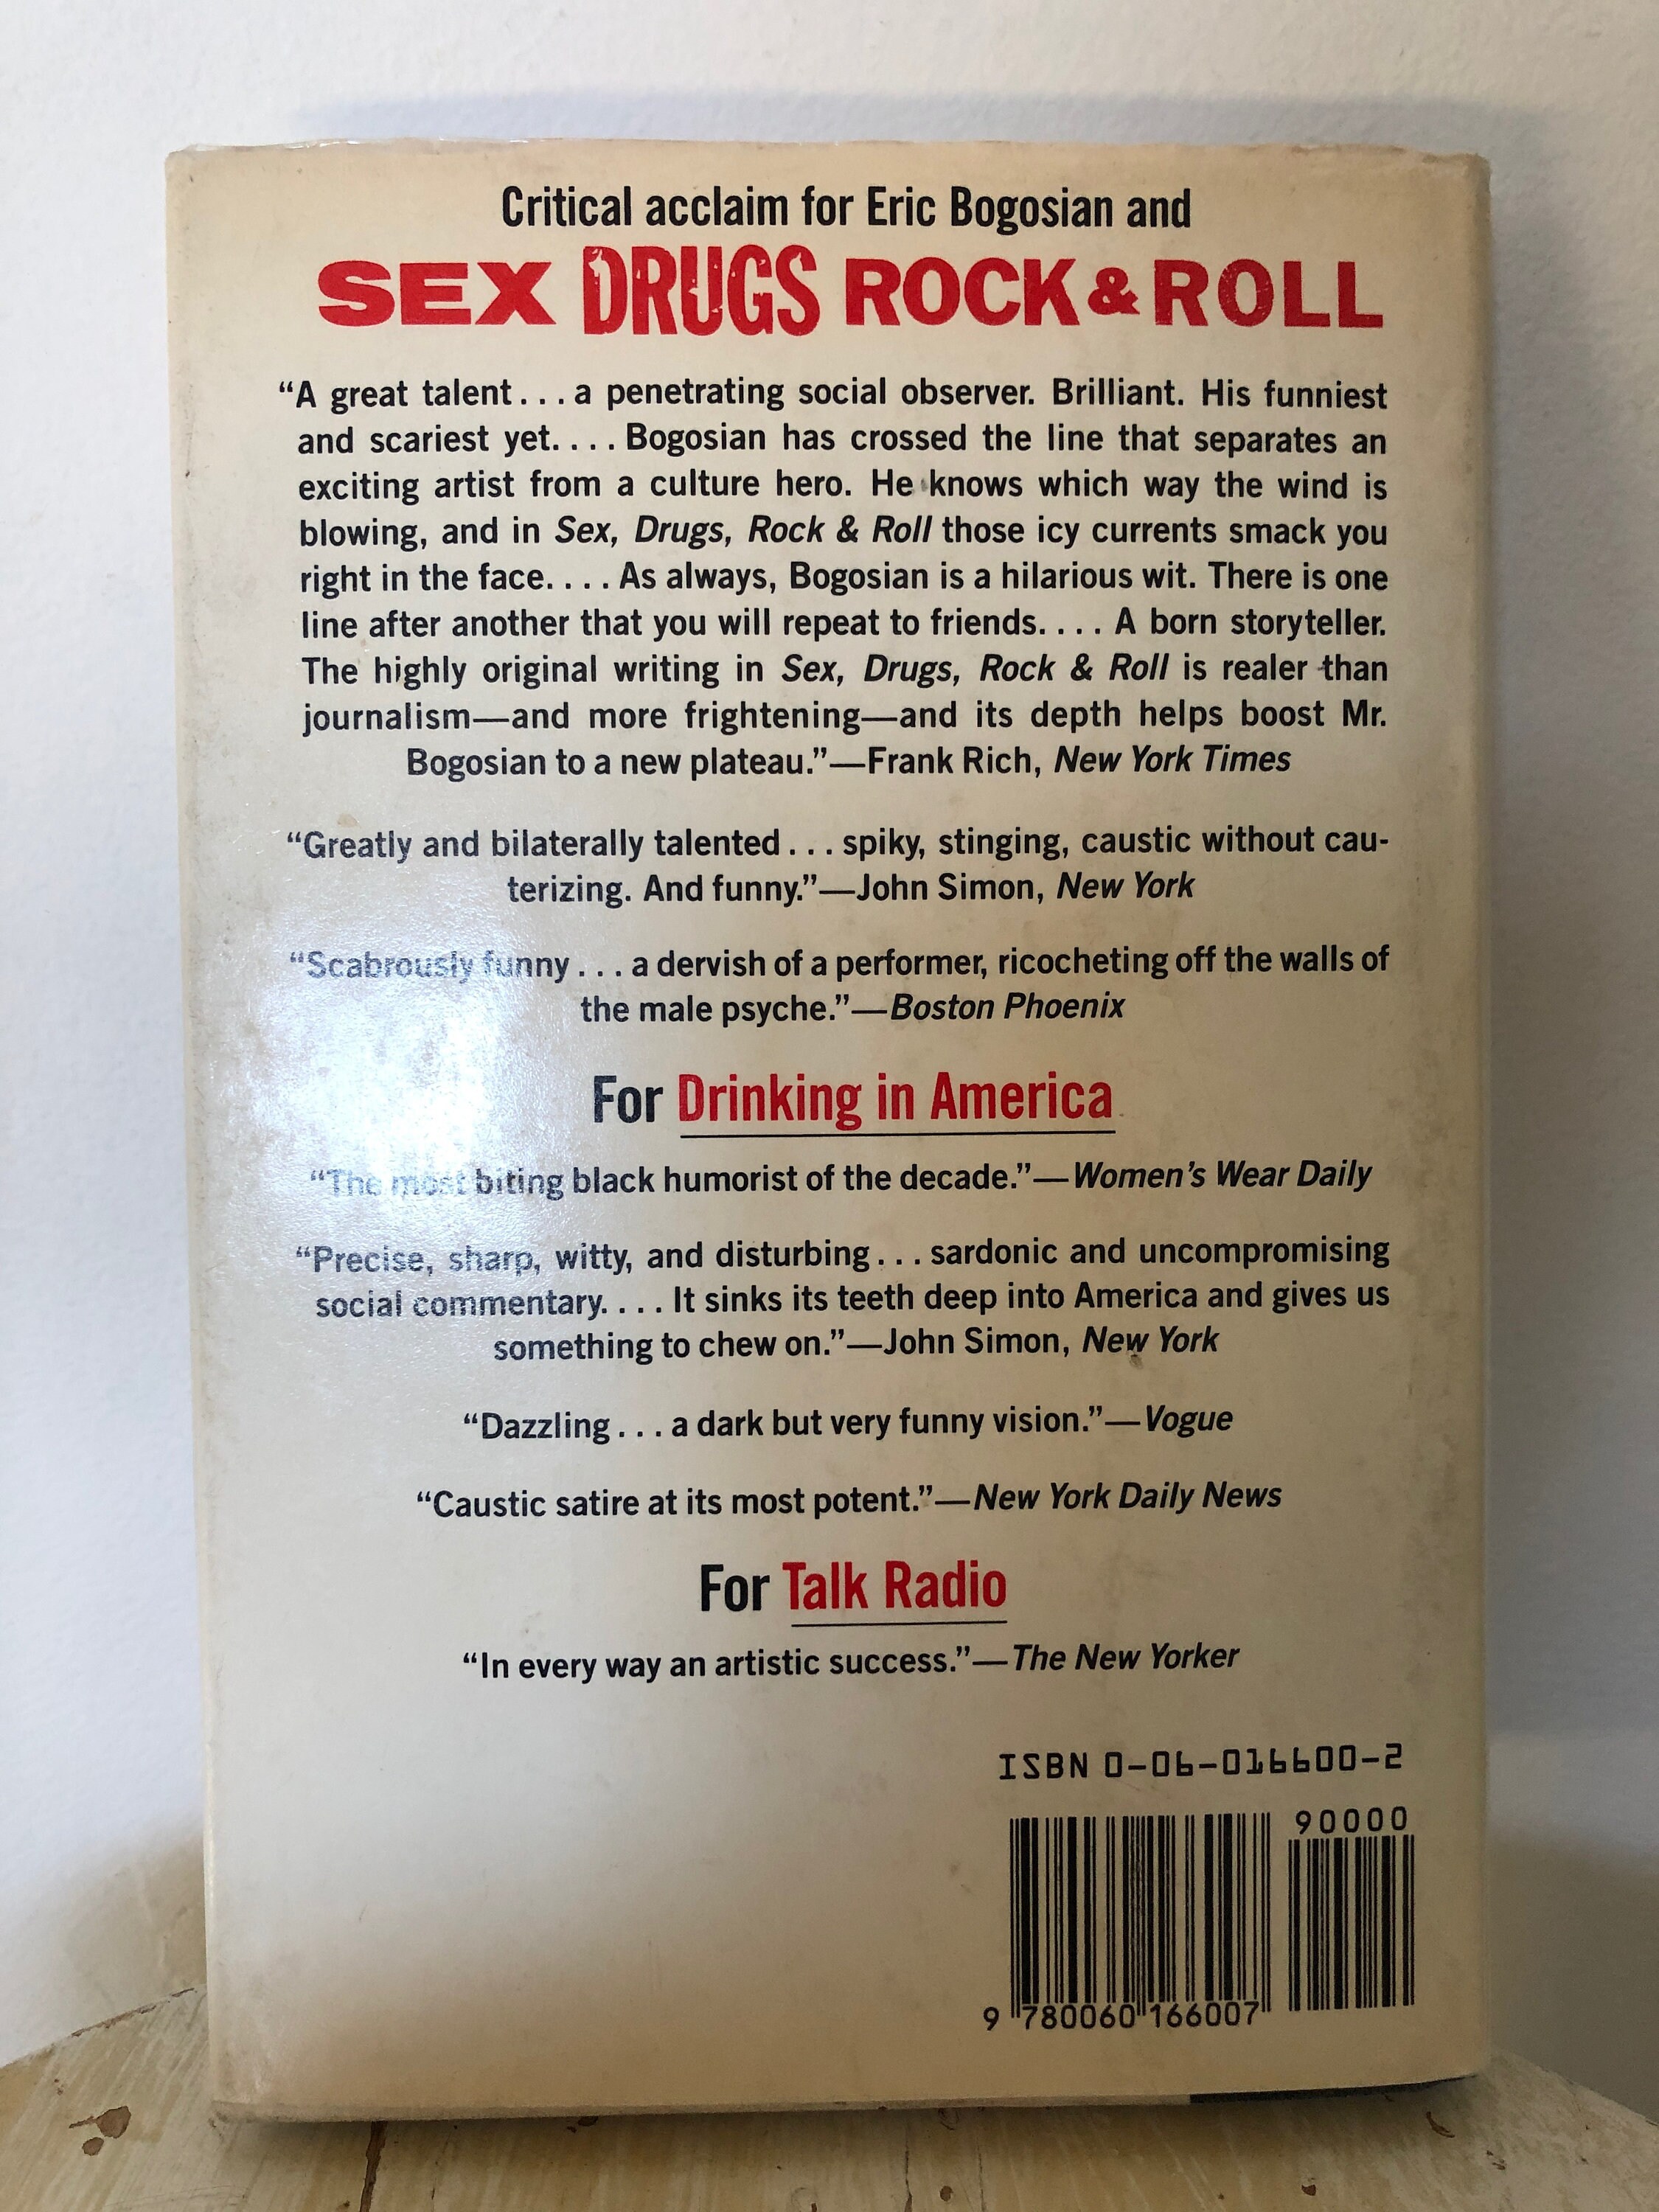 Critical acclaim for Eric Bogosian and
SEX DRUGS ROCK & ROLL
“A great talent . . . a penetrating social observer. Brilliant. His funniest
and scariest yet. . . . Bogosian has crossed the line that separates an
exciting artist from a culture hero. He knows which way the wind is
blowing, and in Sex, Drugs, Rock & Roll those icy currents smack you
right in the face. . . . As always, Bogosian is a hilarious wit. There is one
line after another that you will repeat to friends. . . . A born storyteller.
The highly original writing in Sex, Drugs, Rock & Roll is realer than
journalism—and more frightening—and its depth helps boost Mr.
Bogosian to a new plateau.”—Frank Rich, New York Times
“Greatly and bilaterally talented . . . spiky, stinging, caustic without cau-
terizing. And funny.”—John Simon, New York
“Scabrously funny . . . a dervish of a performer, ricocheting off the walls of
the male psyche.”—Boston Phoenix
For Drinking in America
“The most biting black humorist of the decade.”—Women’s Wear Daily
“Precise, sharp, witty, and disturbing . . . sardonic and uncompromising
social commentary. . . . It sinks its teeth deep into America and gives us
something to chew on.”—John Simon, New York
“Dazzling . . . a dark but very funny vision.”—Vogue
“Caustic satire at its most potent.”—New York Daily News
For Talk Radio
“In every way an artistic success.”—The New Yorker
ISBN 0-06-016600-2
90000
9 780060 166007